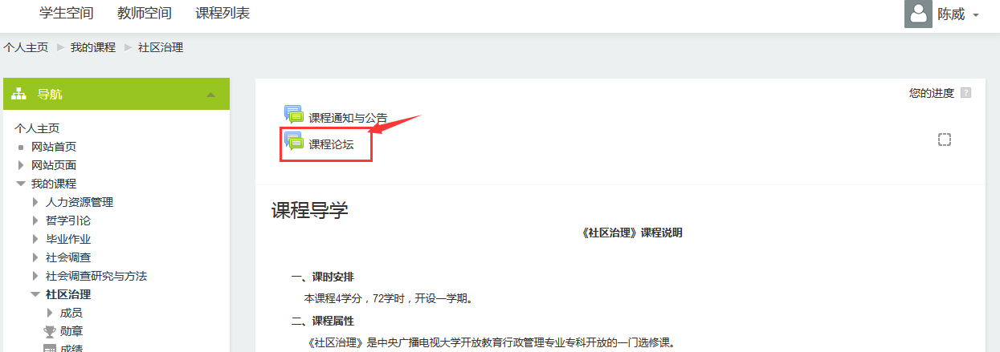 学生空间 教师空间 课程列表 陈威
个人主页 我的课程 社区治理
导航
个人主页
网站首页
网站页面
我的课程
人力资源管理
哲学引论
毕业作业
社会调查
社会调查研究与方法
社区治理
成员
勋章
成绩
您的进度 ?
课程通知与公告
课程论坛
课程导学
《社区治理》课程说明
一、课时安排
本课程4学分，72学时，开设一学期。
二、课程属性
《社区治理》是中央广播电视大学开放教育行政管理专业专科开放的一门选修课。